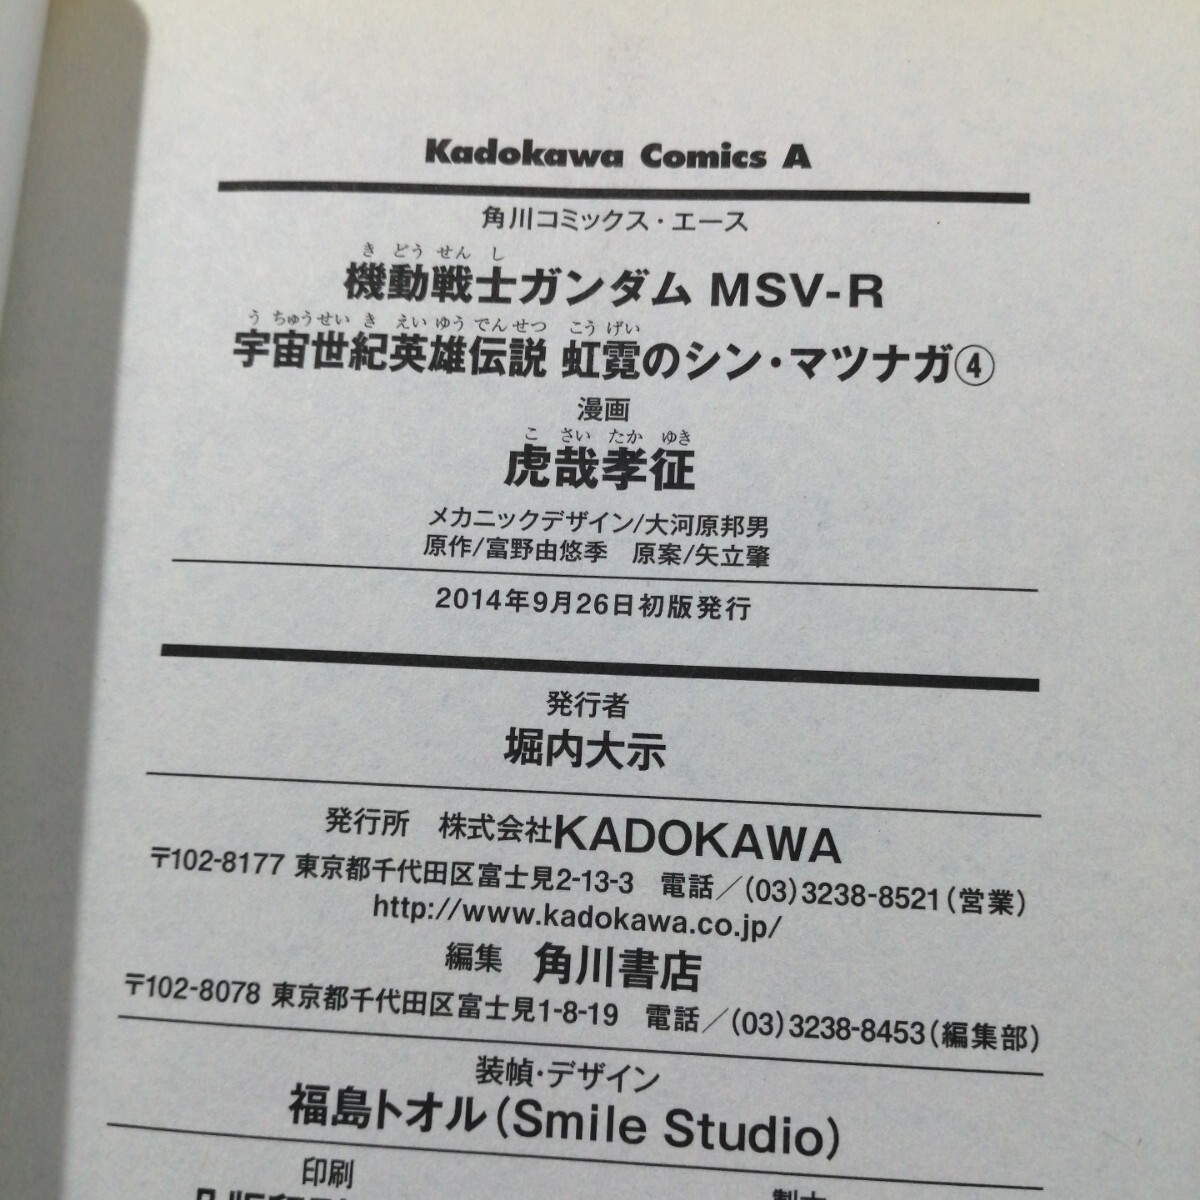 Kadokawa Comics A
角川コミックス・エース
き どう せん し
機動戦士ガンダム MSV-R
う ちゅう せい き えい ゆう でん せつ こう げい
宇宙世紀英雄伝説 虹霓のシン・マツナガ④
漫画
こ さい たか ゆき
虎哉孝征
メカニックデザイン/大河原邦男
原作/富野由悠季 原案/矢立肇
2014年9月26日初版発行
発行者
堀内大示
発行所 株式会社KADOKAWA
〒102-8177 東京都千代田区富士見2-13-3 電話／(03)3238-8521(営業)
http://www.kadokawa.co.jp/
編集 角川書店
〒102-8078 東京都千代田区富士見1-8-19 電話／(03)3238-8453(編集部)
装幀・デザイン
福島トオル(Smile Studio)
印刷